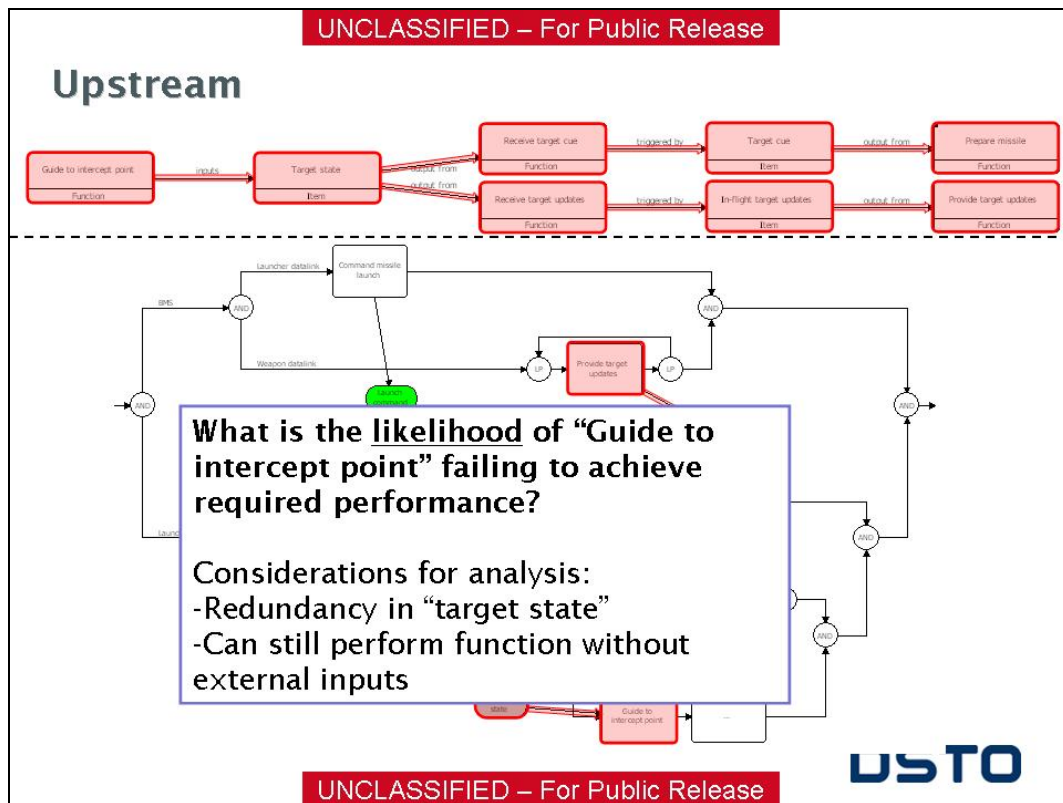 UNCLASSIFIED – For Public Release
Upstream
Guide to intercept point
Function
inputs
Target state
Item
output from
output from
Receive target cue
Function
triggered by
Target cue
Item
output from
Prepare missile
Function
Receive target updates
Function
triggered by
In-flight target updates
Item
output from
Provide target updates
Function
Launcher datalink
Command missile
launch
BMS
AND
AND
AND
Weapon datalink
LP
Provide target
updates
LP
Launch
command
AND
AND
What is the likelihood of “Guide to
intercept point” failing to achieve
required performance?
Considerations for analysis:
-Redundancy in “target state”
-Can still perform function without
external inputs
AND
AND
state
Guide to
intercept point
...
DSTO
UNCLASSIFIED – For Public Release